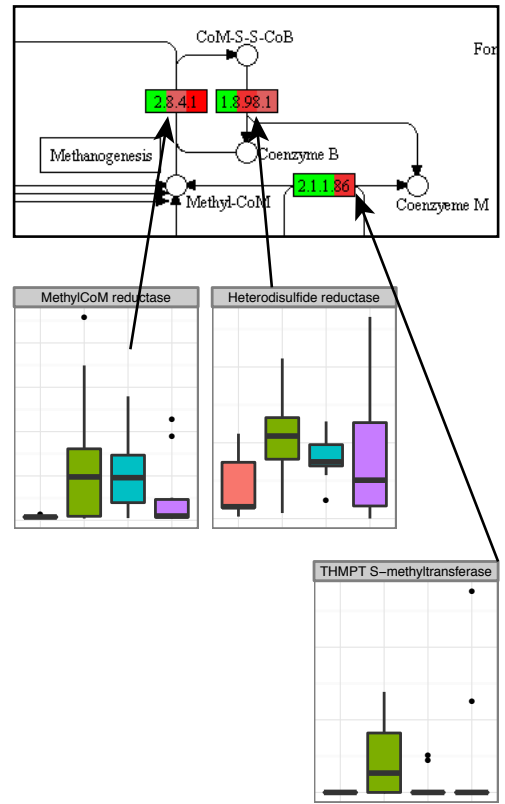 CoM-S-S-CoB
For
2.8.4.1
1.8.98.1
Methanogenesis
Coenzyme B
2.1.1.86
Methyl-CoM
Coenzyeme M
MethylCoM reductase
Heterodisulfide reductase
THMPT S−methyltransferase